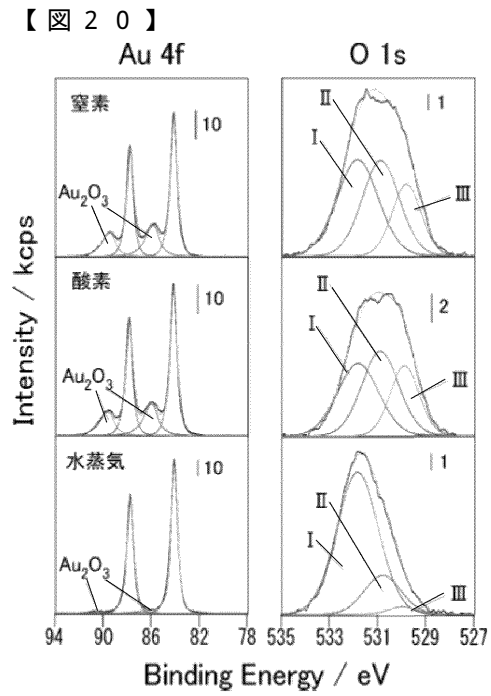 【図２０】
Au 4f
O 1s
Intensity / kcps
窒素
10
Au₂O₃
1
I
II
III
酸素
10
Au₂O₃
2
I
II
III
水蒸気
10
Au₂O₃
1
I
II
III
94 90 86 82 78
535 533 531 529 527
Binding Energy / eV